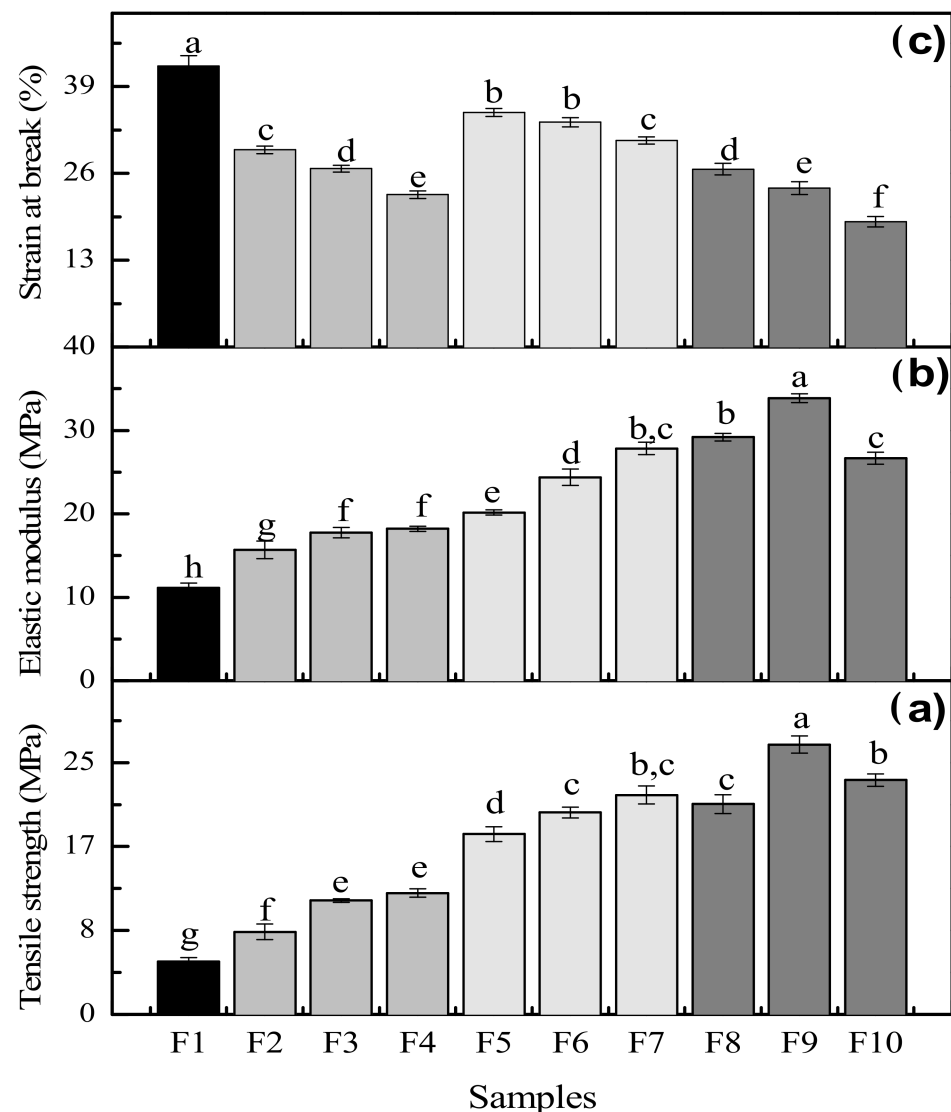 (c)
Strain at break (%)
39
26
13
40
a
c
d
e
b
b
c
d
e
f
(b)
Elastic modulus (MPa)
30
20
10
0
h
g
f
f
e
d
b,c
b
a
c
(a)
Tensile strength (MPa)
25
17
8
0
g
f
e
e
d
c
b,c
c
a
b
F1 F2 F3 F4 F5 F6 F7 F8 F9 F10
Samples